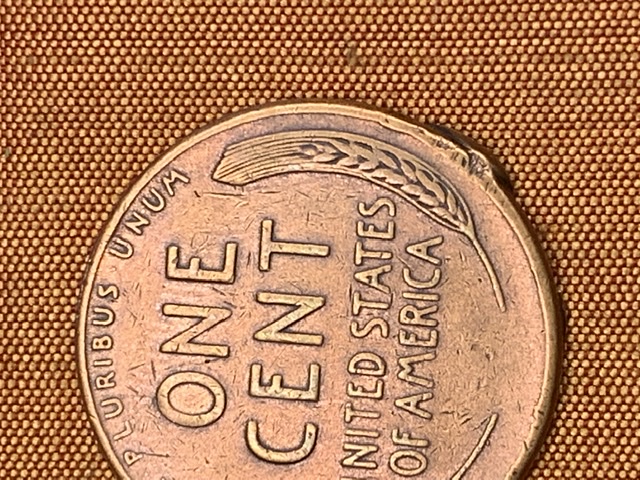 PLURIBUS · UNUM
ONE
CENT
UNITED STATES
OF AMERICA